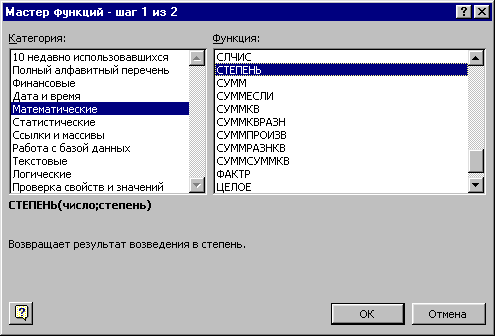 Мастер функций - шаг 1 из 2
Категория:
10 недавно использовавшихся
Полный алфавитный перечень
Финансовые
Дата и время
Математические
Статистические
Ссылки и массивы
Работа с базой данных
Текстовые
Логические
Проверка свойств и значений
Функция:
СЛЧИС
СТЕПЕНЬ
СУММ
СУММЕСЛИ
СУММКВ
СУММКВРАЗН
СУММПРОИЗВ
СУММРАЗНКВ
СУММСУММКВ
ФАКТР
ЦЕЛОЕ
СТЕПЕНЬ(число;степень)
Возвращает результат возведения в степень.
OK
Отмена